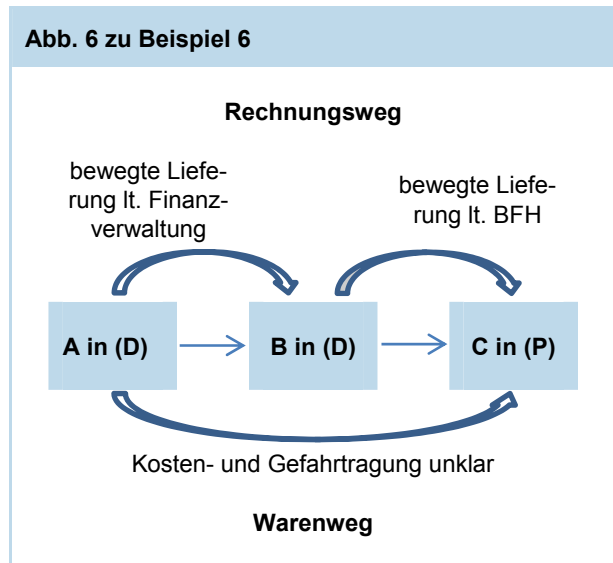 Abb. 6 zu Beispiel 6
Rechnungsweg
bewegte Liefe-
rung lt. Finanz-
verwaltung
bewegte Liefe-
rung lt. BFH
A in (D)
B in (D)
C in (P)
Kosten- und Gefahrtragung unklar
Warenweg